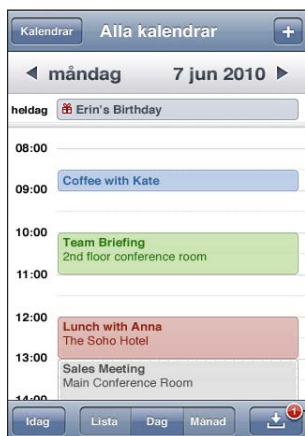 Kalendrar
Alla kalendrar
+
måndag
7 jun 2010
heldag
Erin's Birthday
08:00
Coffee with Kate
09:00
10:00
Team Briefing
2nd floor conference room
11:00
12:00
Lunch with Anna
The Soho Hotel
13:00
Sales Meeting
Main Conference Room
14:00
Idag
Lista
Dag
Månad
1